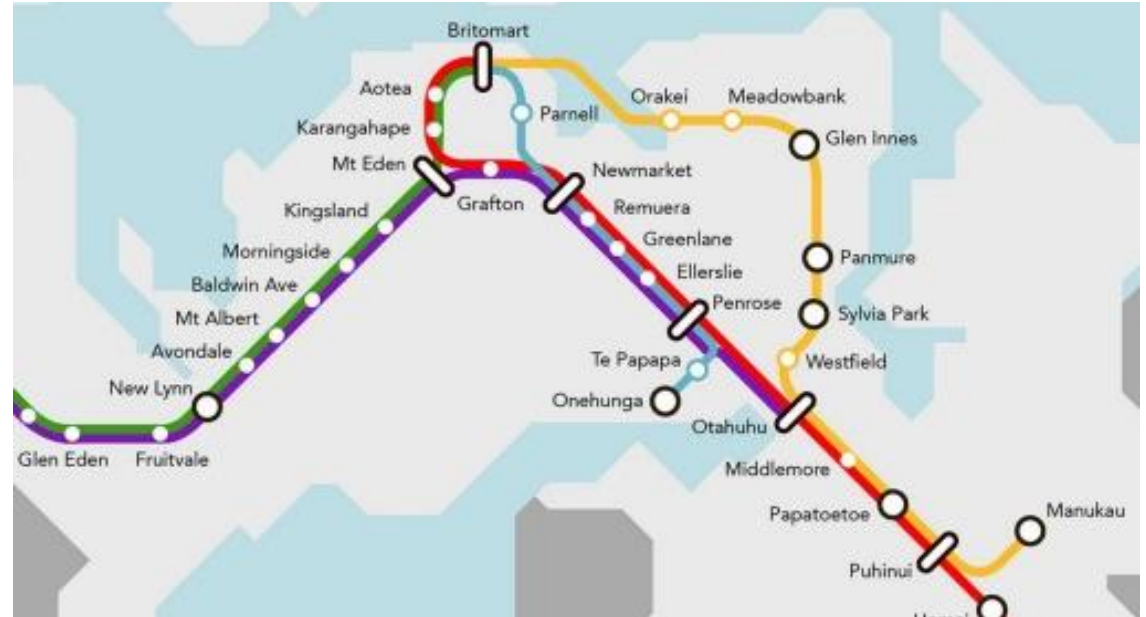 Britomart
Aotea
Orakei
Meadowbank
Parnell
Karangahape
Glen Innes
Mt Eden
Newmarket
Grafton
Remuera
Kingsland
Greenlane
Morningside
Panmure
Ellerslie
Baldwin Ave
Penrose
Sylvia Park
Mt Albert
Avondale
Te Papapa
Westfield
New Lynn
Onehunga
Otahuhu
Glen Eden
Fruitvale
Middlemore
Papatoetoe
Manukau
Puhinui